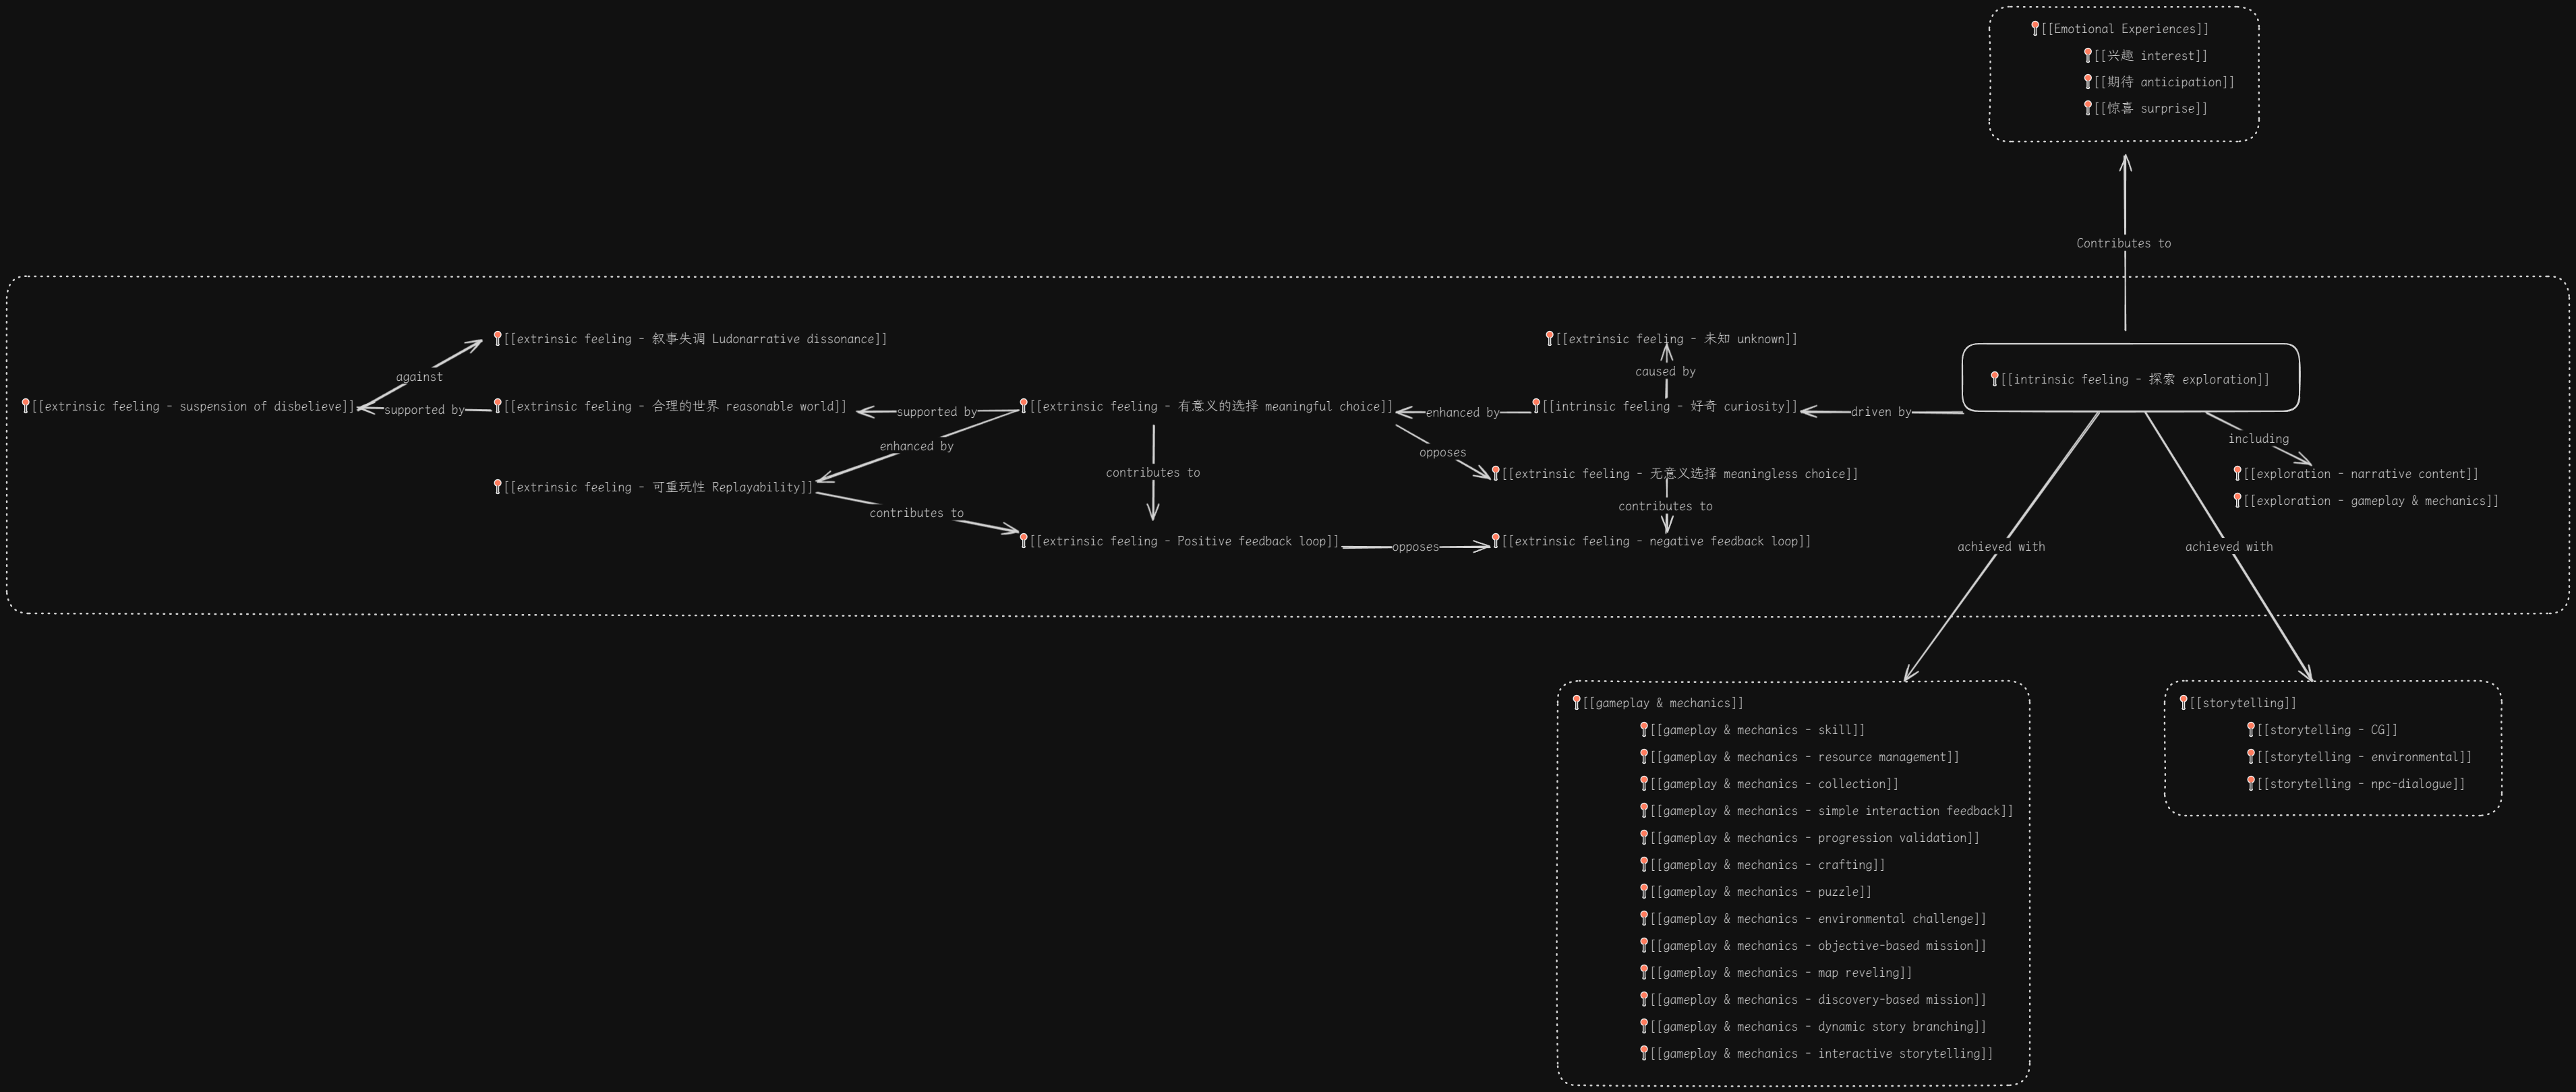 [[Emotional Experiences]]
[[兴趣 interest]]
[[期待 anticipation]]
[[惊喜 surprise]]
Contributes to
[[extrinsic feeling - 叙事失调 Ludonarrative dissonance]]
[[extrinsic feeling - 未知 unknown]]
against
caused by
[[intrinsic feeling - 探索 exploration]]
[[extrinsic feeling - suspension of disbelieve]]
supported by
[[extrinsic feeling - 合理的世界 reasonable world]]
supported by
[[extrinsic feeling - 有意义的选择 meaningful choice]]
enhanced by
[[intrinsic feeling - 好奇 curiosity]]
driven by
enhanced by
opposes
including
[[extrinsic feeling - 可重玩性 Replayability]]
contributes to
[[extrinsic feeling - 无意义选择 meaningless choice]]
[[exploration - narrative content]]
[[exploration - gameplay & mechanics]]
contributes to
contributes to
[[extrinsic feeling - Positive feedback loop]]
opposes
[[extrinsic feeling - negative feedback loop]]
achieved with
achieved with
[[gameplay & mechanics]]
[[gameplay & mechanics - skill]]
[[gameplay & mechanics - resource management]]
[[gameplay & mechanics - collection]]
[[gameplay & mechanics - simple interaction feedback]]
[[gameplay & mechanics - progression validation]]
[[gameplay & mechanics - crafting]]
[[gameplay & mechanics - puzzle]]
[[gameplay & mechanics - environmental challenge]]
[[gameplay & mechanics - objective-based mission]]
[[gameplay & mechanics - map reveling]]
[[gameplay & mechanics - discovery-based mission]]
[[gameplay & mechanics - dynamic story branching]]
[[gameplay & mechanics - interactive storytelling]]
[[storytelling]]
[[storytelling - CG]]
[[storytelling - environmental]]
[[storytelling - npc-dialogue]]